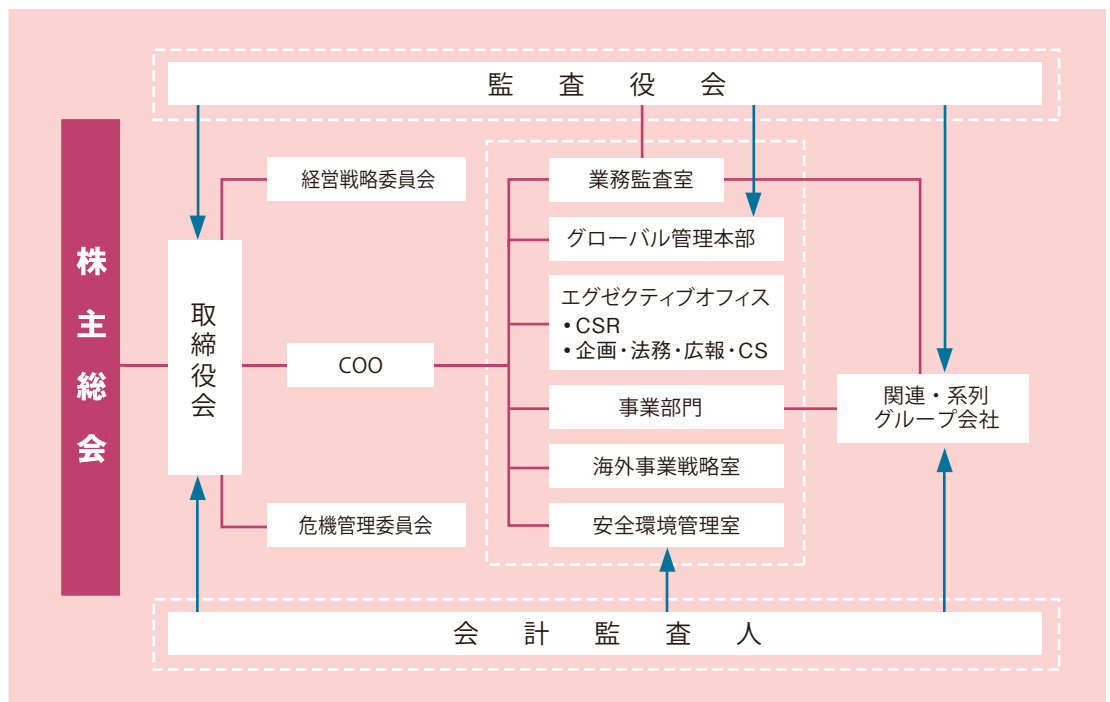 監査役会
株主総会
取締役会
経営戦略委員会
COO
危機管理委員会
業務監査室
グローバル管理本部
エグゼクティブオフィス
•CSR
•企画・法務・広報・CS
事業部門
海外事業戦略室
安全環境管理室
関連・系列
グループ会社
会計監査人